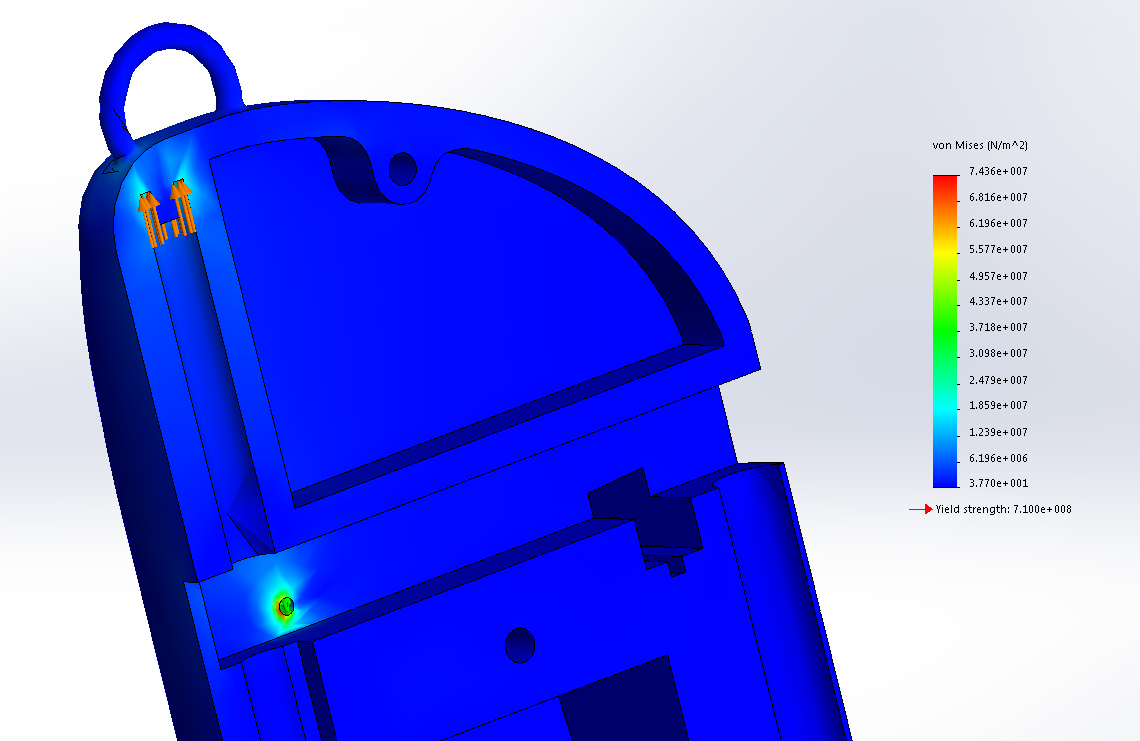 von Mises (N/m^2)
7.436e+007
6.816e+007
6.196e+007
5.577e+007
4.957e+007
4.337e+007
3.718e+007
3.098e+007
2.479e+007
1.859e+007
1.239e+007
6.196e+006
3.770e+001
Yield strength: 7.100e+008